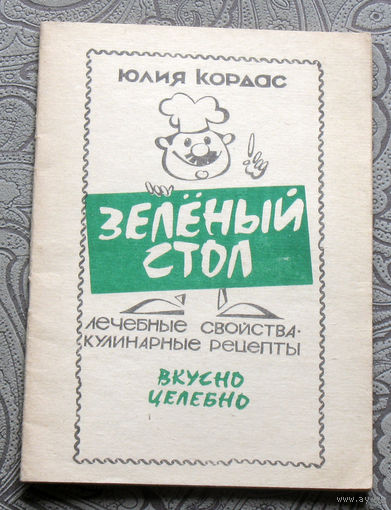 ЮЛИЯ КОРДАС
ЗЕЛЁНЫЙ
СТОЛ
ЛЕЧЕБНЫЕ СВОЙСТВА·
КУЛИНАРНЫЕ РЕЦЕПТЫ
ВКУСНО
ЦЕЛЕБНО